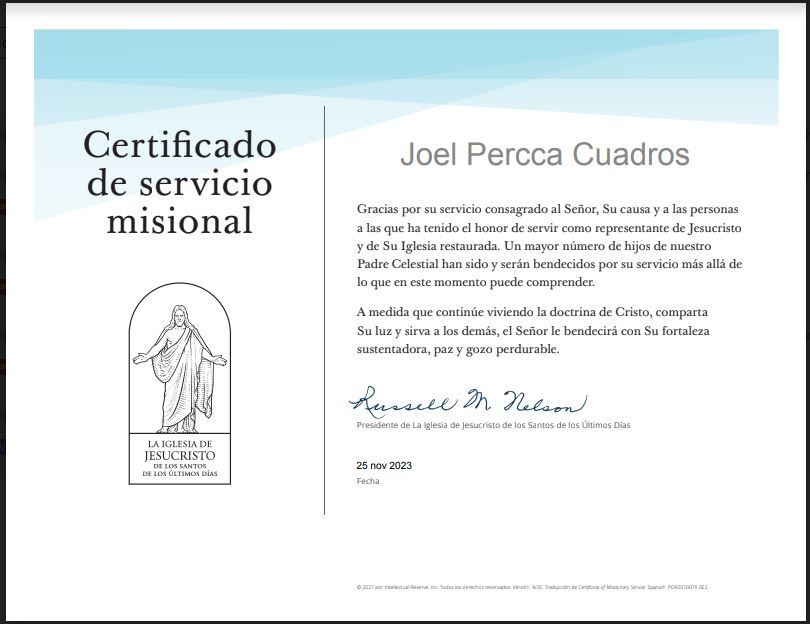 Certificado
de servicio
misional
LA IGLESIA DE
JESUCRISTO
DE LOS SANTOS
DE LOS ÚLTIMOS DÍAS
Joel Percca Cuadros
Gracias por su servicio consagrado al Señor, Su causa y a las personas
a las que ha tenido el honor de servir como representante de Jesucristo
y de Su Iglesia restaurada. Un mayor número de hijos de nuestro
Padre Celestial han sido y serán bendecidos por su servicio más allá de
lo que en este momento puede comprender.
A medida que continúe viviendo la doctrina de Cristo, comparta
Su luz y sirva a los demás, el Señor le bendecirá con Su fortaleza
sustentadora, paz y gozo perdurable.
Russell M. Nelson
Presidente de La Iglesia de Jesucristo de los Santos de los Últimos Días
25 nov 2023
Fecha
© 2021 por Intellectual Reserve, Inc. Todos los derechos reservados. Versión: 9/20. Traducción de Certificate of Missionary Service. Spanish. PD60010079 002